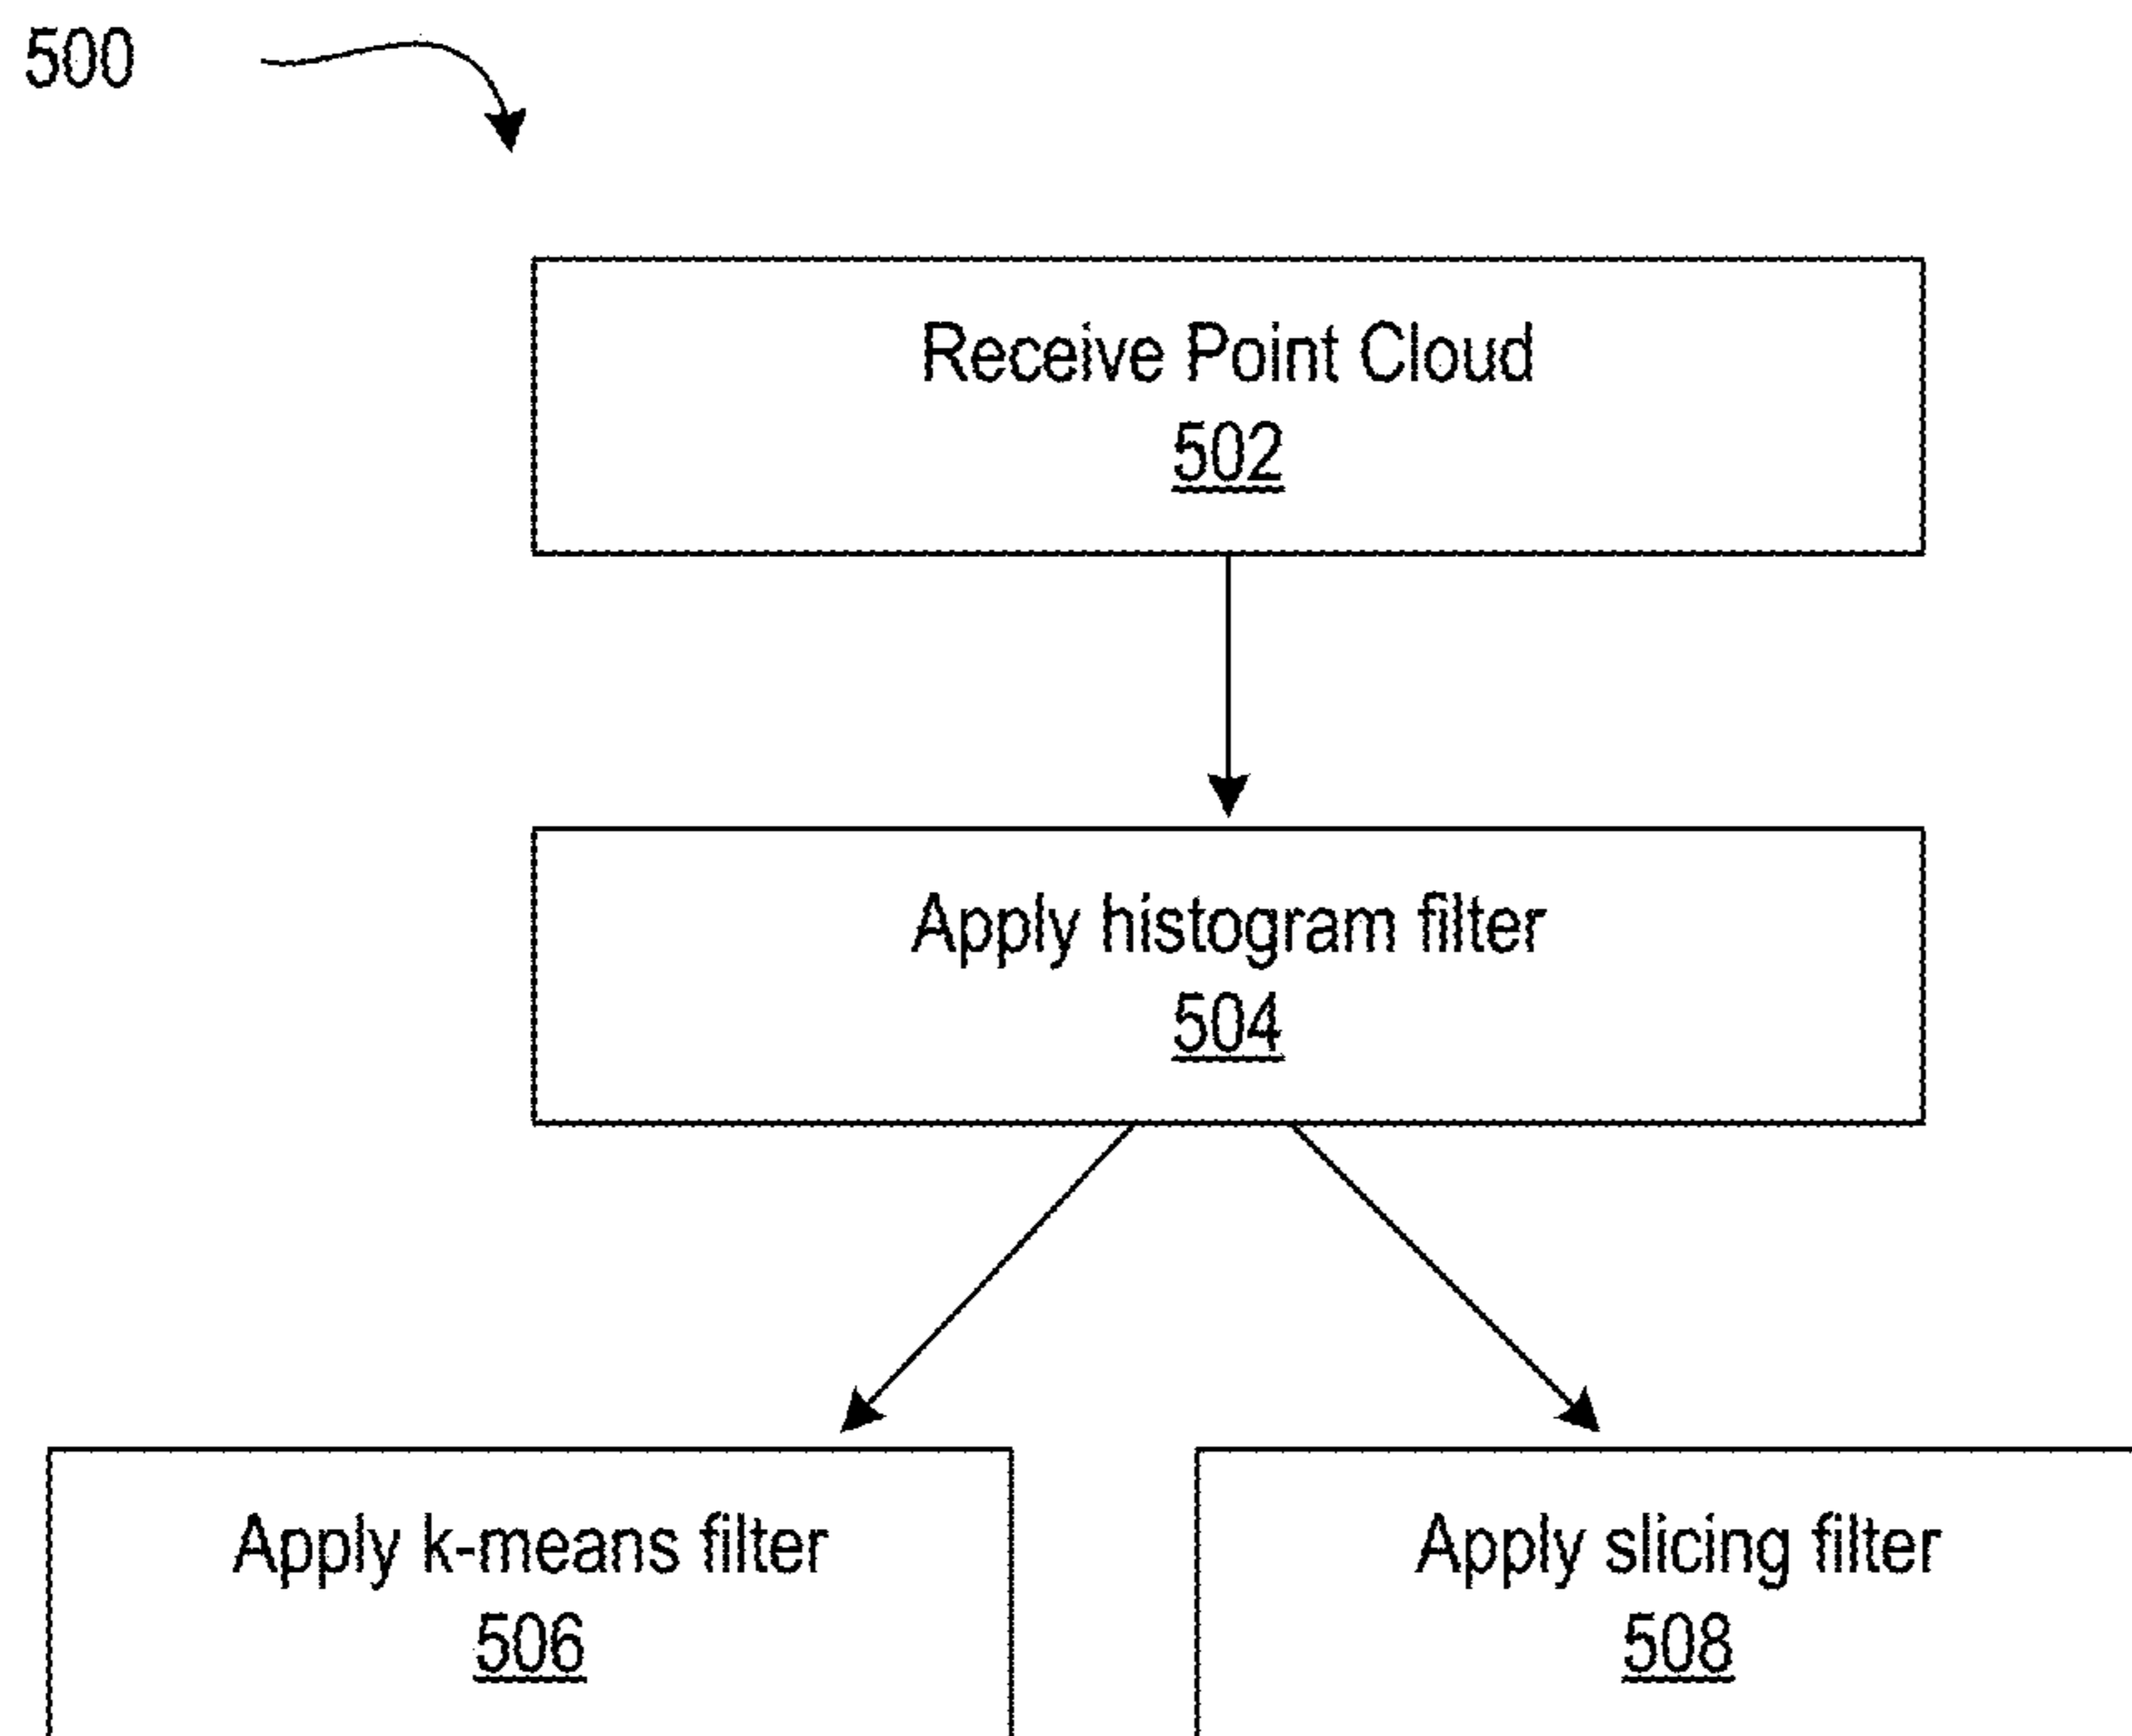 500
Receive Point Cloud
502
Apply histogram filter
504
Apply k-means filter
506
Apply slicing filter
508